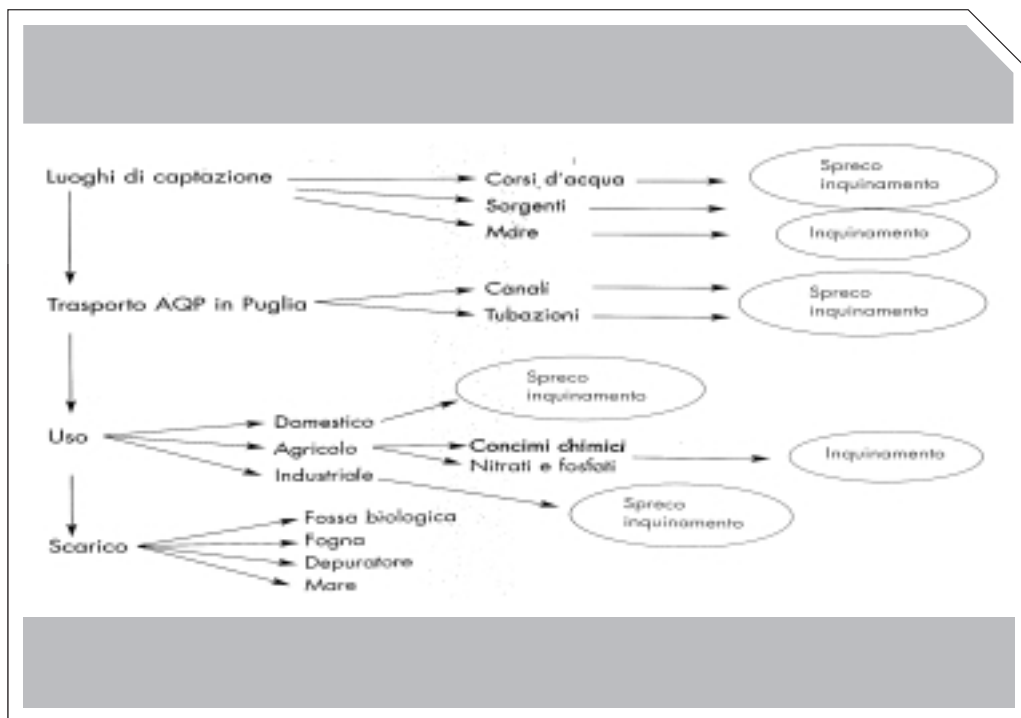 Luoghi di captazione
Corsi d'acqua
Spreco
inquinamento
Sorgenti
Mare
Inquinamento
Trasporto AQP in Puglia
Canali
Tubazioni
Spreco
inquinamento
Uso
Domestico
Spreco
inquinamento
Agricolo
Concimi chimici
Nitrati e fosfati
Inquinamento
Industriale
Spreco
inquinamento
Scarico
Fossa biologica
Fogna
Depuratore
Mare